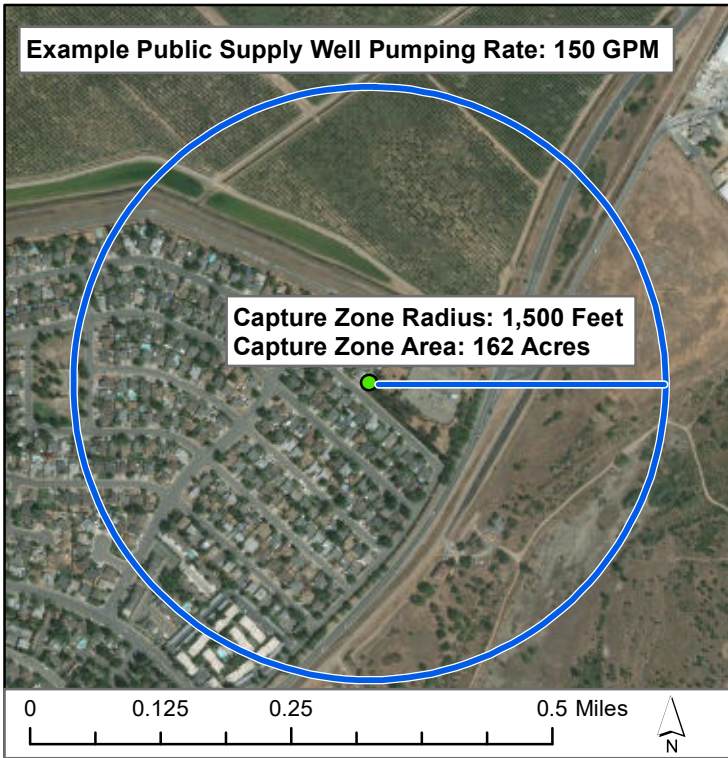 Example Public Supply Well Pumping Rate: 150 GPM
Capture Zone Radius: 1,500 Feet
Capture Zone Area: 162 Acres
0 0.125 0.25 0.5 Miles
N